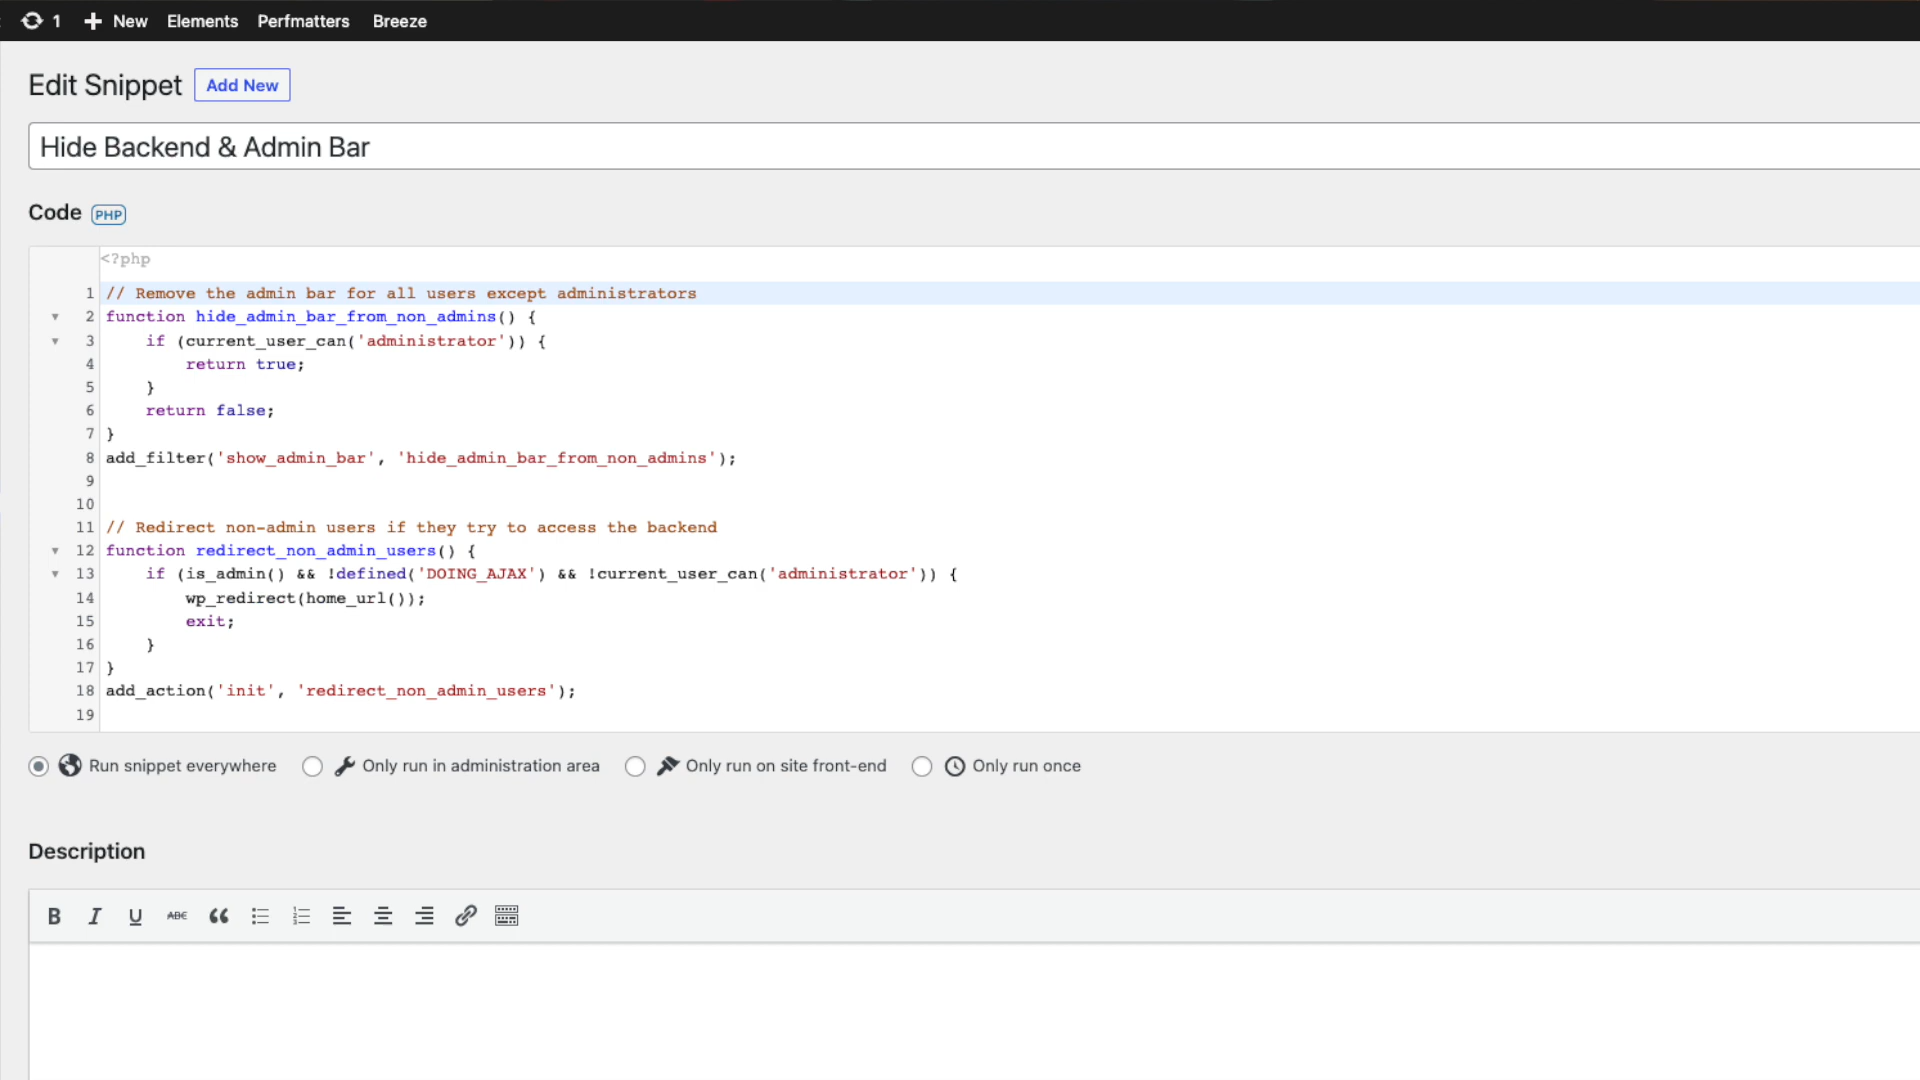 1 New Elements Perfmatters Breeze
Edit Snippet Add New
Hide Backend & Admin Bar
Code PHP
<?php
1 // Remove the admin bar for all users except administrators
2 function hide_admin_bar_from_non_admins() {
3     if (current_user_can('administrator')) {
4         return true;
5     }
6     return false;
7 }
8 add_filter('show_admin_bar', 'hide_admin_bar_from_non_admins');
9
10
11 // Redirect non-admin users if they try to access the backend
12 function redirect_non_admin_users() {
13     if (is_admin() && !defined('DOING_AJAX') && !current_user_can('administrator')) {
14         wp_redirect(home_url());
15         exit;
16     }
17 }
18 add_action('init', 'redirect_non_admin_users');
19
Run snippet everywhere Only run in administration area Only run on site front-end Only run once
Description
B I U ABC